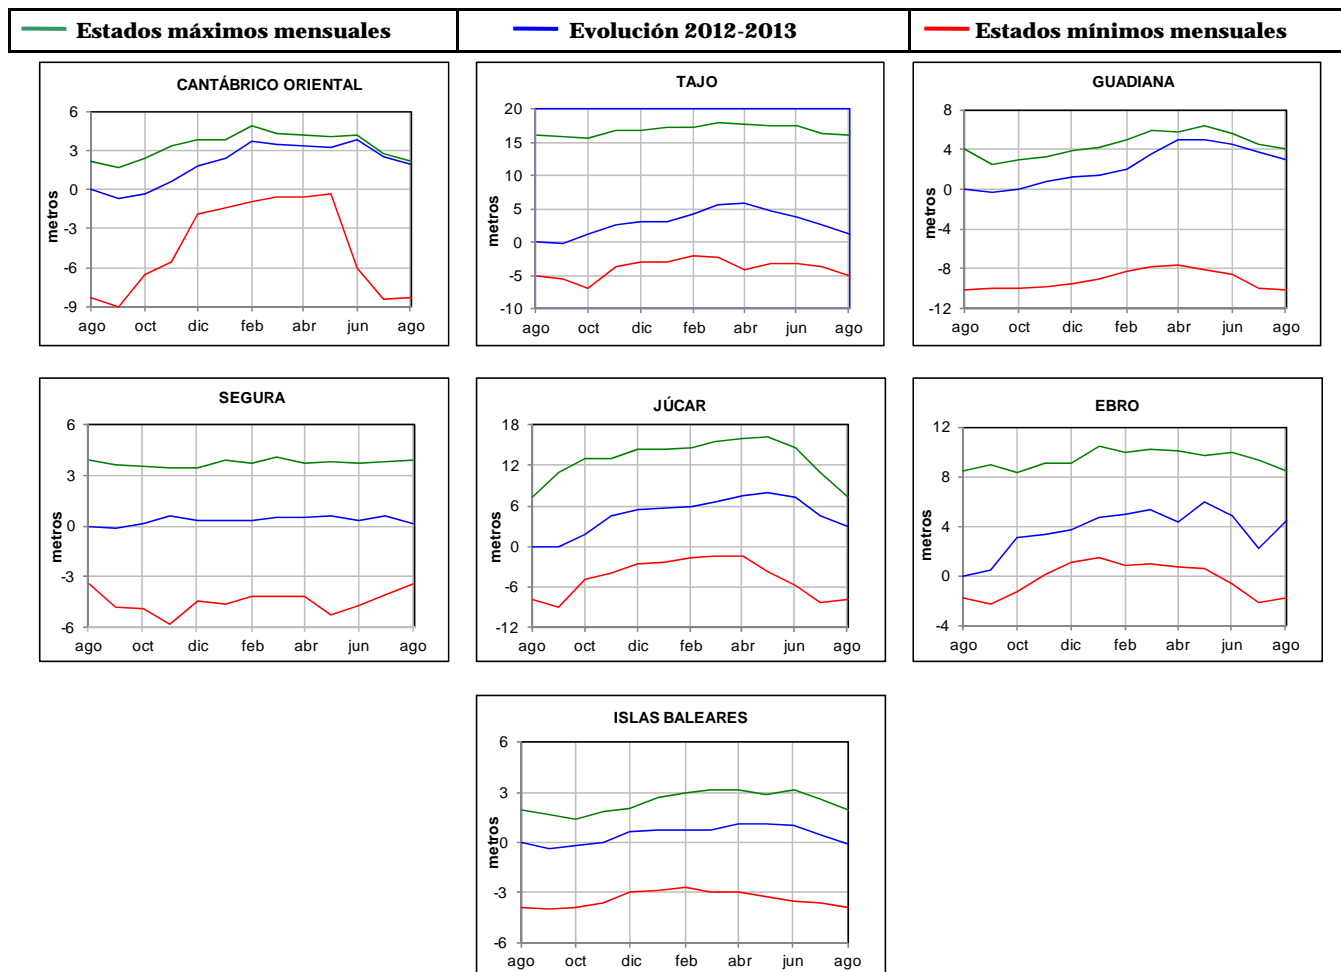 Estados máximos mensuales
Evolución 2012-2013
Estados mínimos mensuales
CANTÁBRICO ORIENTAL
metros
6
3
0
-3
-6
-9
ago oct dic feb abr jun ago
TAJO
20
15
10
5
0
-5
-10
ago oct dic feb abr jun ago
GUADIANA
metros
8
4
0
-4
-8
-12
ago oct dic feb abr jun ago
SEGURA
metros
6
3
0
-3
-6
ago oct dic feb abr jun ago
JÚCAR
metros
18
12
6
0
-6
-12
ago oct dic feb abr jun ago
EBRO
metros
12
8
4
0
-4
ago oct dic feb abr jun ago
ISLAS BALEARES
metros
6
3
0
-3
-6
ago oct dic feb abr jun ago